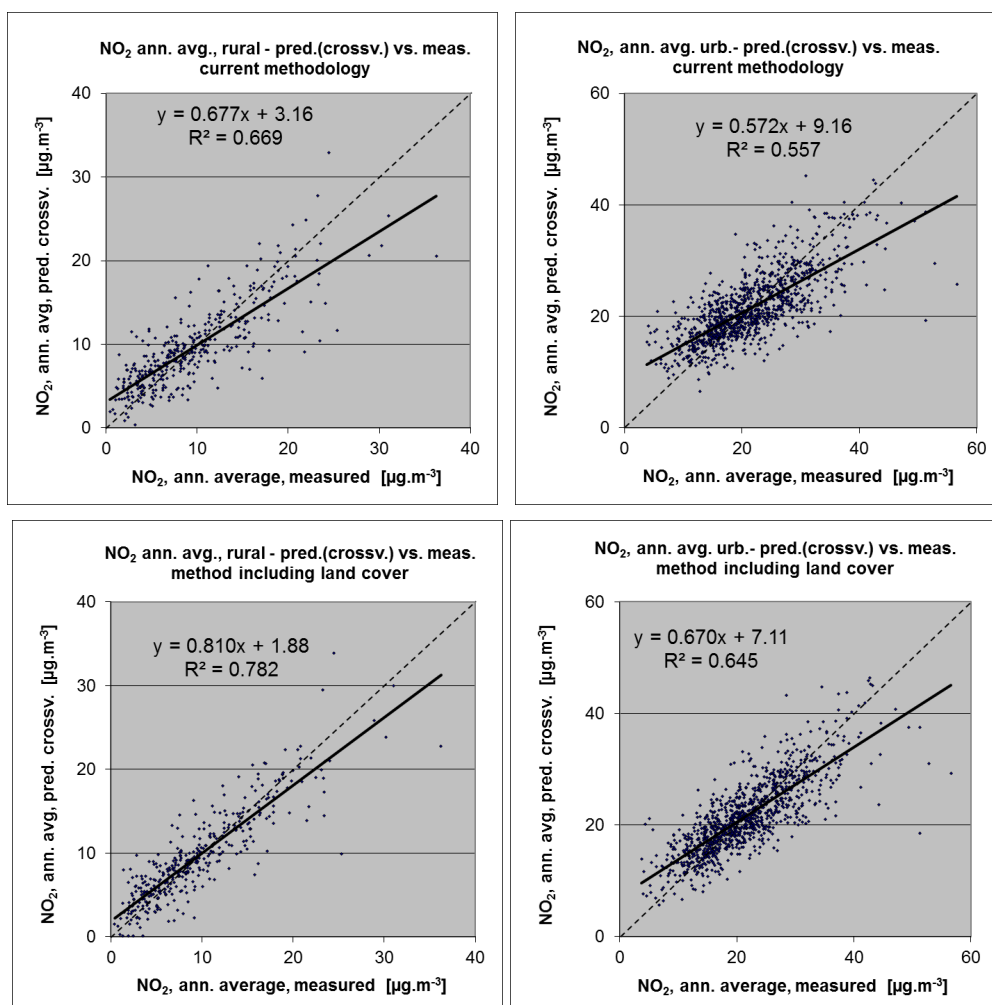 NO₂ ann. avg., rural - pred.(crossv.) vs. meas.
current methodology
y = 0.677x + 3.16
R² = 0.669
NO₂, ann. avg, pred. crossv. [µg.m⁻³]
40
30
20
10
0
0 10 20 30 40
NO₂, ann. average, measured [µg.m⁻³]
NO₂, ann. avg. urb.- pred.(crossv.) vs. meas.
current methodology
y = 0.572x + 9.16
R² = 0.557
NO₂, ann. avg, pred. crossv. [µg.m⁻³]
60
40
20
0
0 20 40 60
NO₂, ann. average, measured [µg.m⁻³]
NO₂ ann. avg., rural - pred.(crossv.) vs. meas.
method including land cover
y = 0.810x + 1.88
R² = 0.782
NO₂, ann. avg, pred. crossv. [µg.m⁻³]
40
30
20
10
0
0 10 20 30 40
NO₂, ann. average, measured [µg.m⁻³]
NO₂, ann. avg. urb.- pred.(crossv.) vs. meas.
method including land cover
y = 0.670x + 7.11
R² = 0.645
NO₂, ann. avg, pred. crossv. [µg.m⁻³]
60
40
20
0
0 20 40 60
NO₂, ann. average, measured [µg.m⁻³]